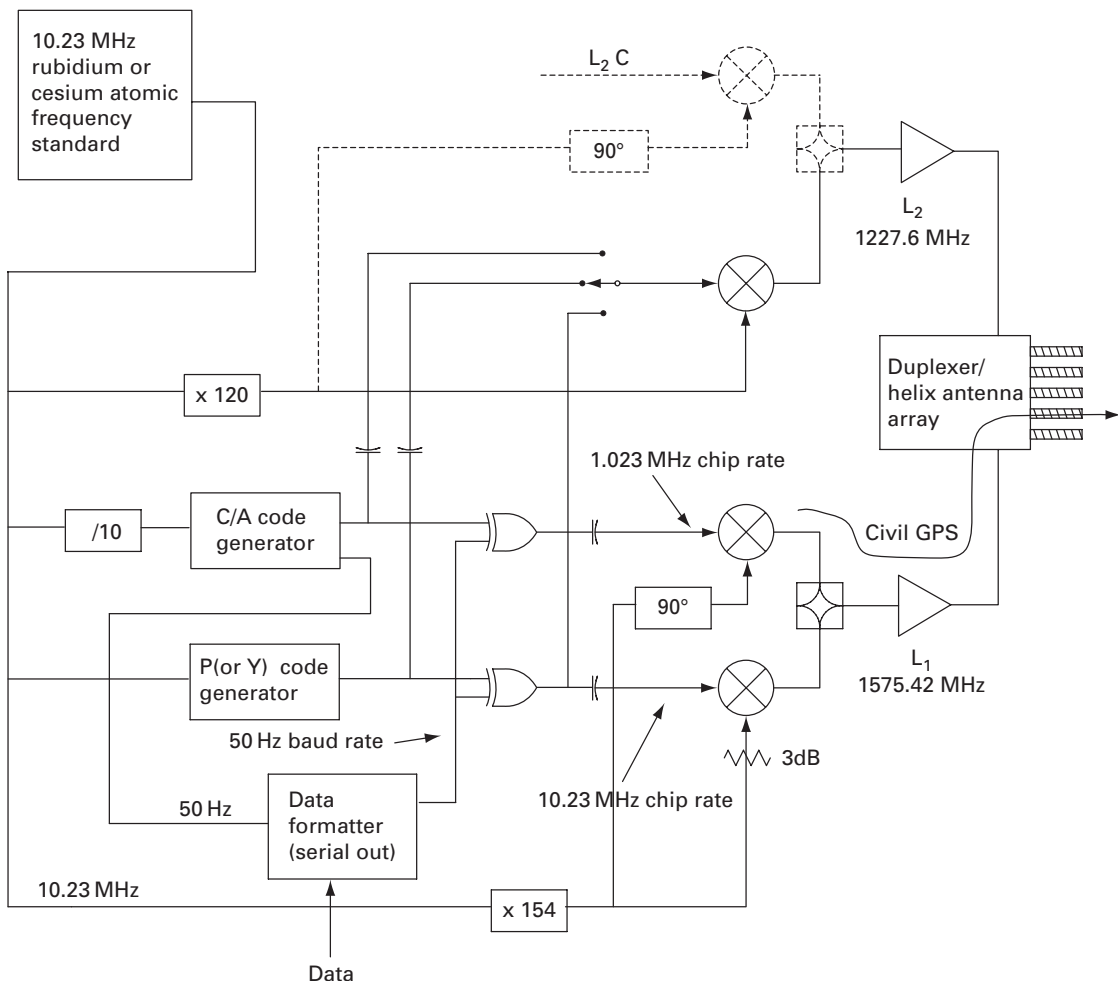 10.23 MHz
rubidium or
cesium atomic
frequency
standard
L₂ C
90°
L₂
1227.6 MHz
x 120
Duplexer/
helix antenna
array
1.023 MHz chip rate
/10
C/A code
generator
Civil GPS
90°
P(or Y) code
generator
L₁
1575.42 MHz
50 Hz baud rate
3dB
10.23 MHz chip rate
50 Hz
Data
formatter
(serial out)
10.23 MHz
x 154
Data